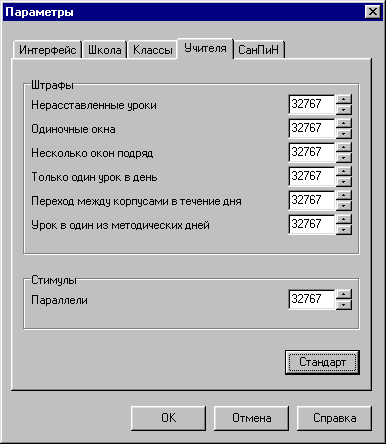 Параметры
Интерфейс Школа Классы Учителя СанПиН
Штрафы
Нерасставленные уроки 32767
Одиночные окна 32767
Несколько окон подряд 32767
Только один урок в день 32767
Переход между корпусами в течение дня 32767
Урок в один из методических дней 32767
Стимулы
Параллели 32767
Стандарт
OK Отмена Справка